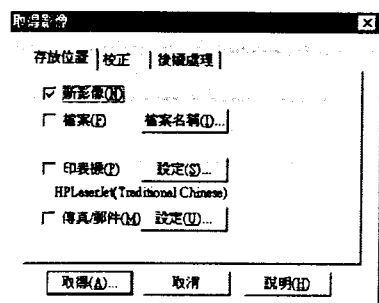 取得影像
存放位置 校正 後續處理
新影像(N)
檔案(F) 檔案名稱(I)...
印表機(P) 設定(S)...
HPLaserJet(Traditional Chinese)
傳真/郵件(M) 設定(U)...
取得(A)... 取消 說明(H)